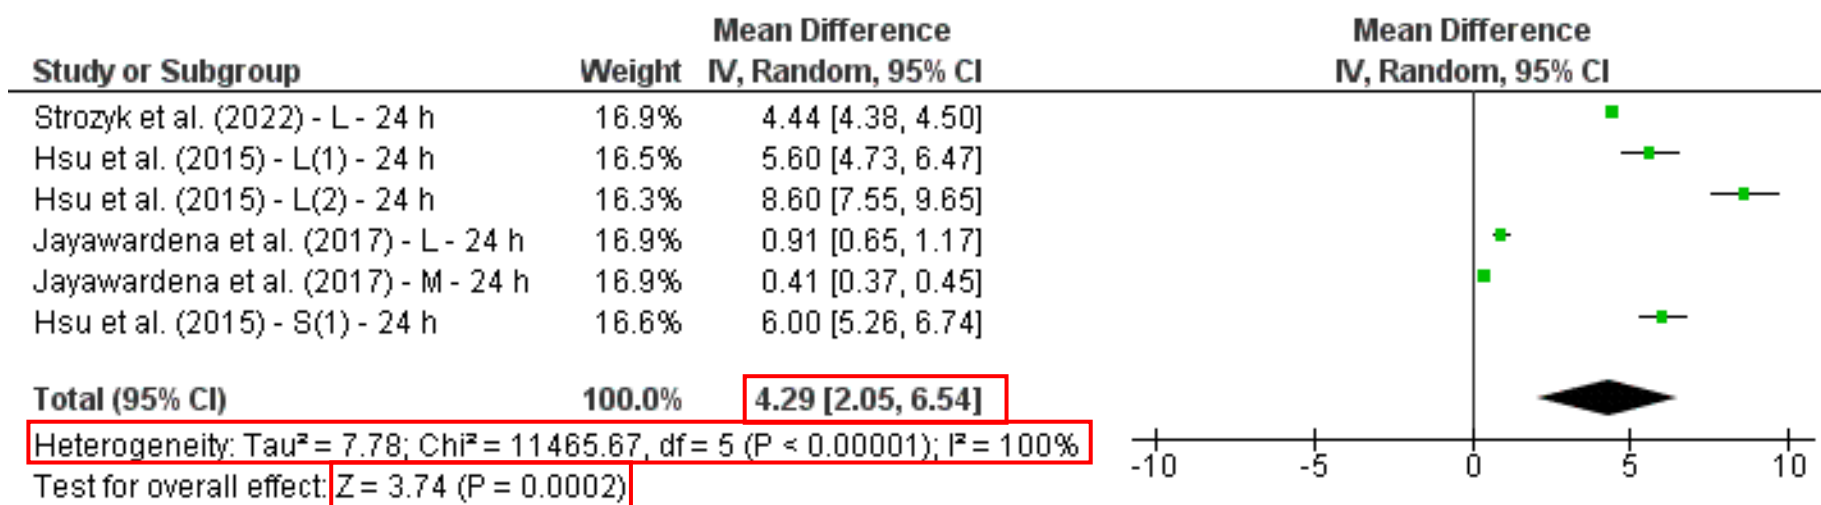 Mean Difference Mean Difference
Study or Subgroup Weight IV, Random, 95% CI IV, Random, 95% CI
Strozyk et al. (2022) - L - 24 h 16.9% 4.44 [4.38, 4.50]
Hsu et al. (2015) - L(1) - 24 h 16.5% 5.60 [4.73, 6.47]
Hsu et al. (2015) - L(2) - 24 h 16.3% 8.60 [7.55, 9.65]
Jayawardena et al. (2017) - L - 24 h 16.9% 0.91 [0.65, 1.17]
Jayawardena et al. (2017) - M - 24 h 16.9% 0.41 [0.37, 0.45]
Hsu et al. (2015) - S(1) - 24 h 16.6% 6.00 [5.26, 6.74]
Total (95% CI) 100.0% 4.29 [2.05, 6.54]
Heterogeneity: Tau² = 7.78; Chi² = 11465.67, df = 5 (P < 0.00001); I² = 100%
Test for overall effect: Z = 3.74 (P = 0.0002)
-10 -5 0 5 10